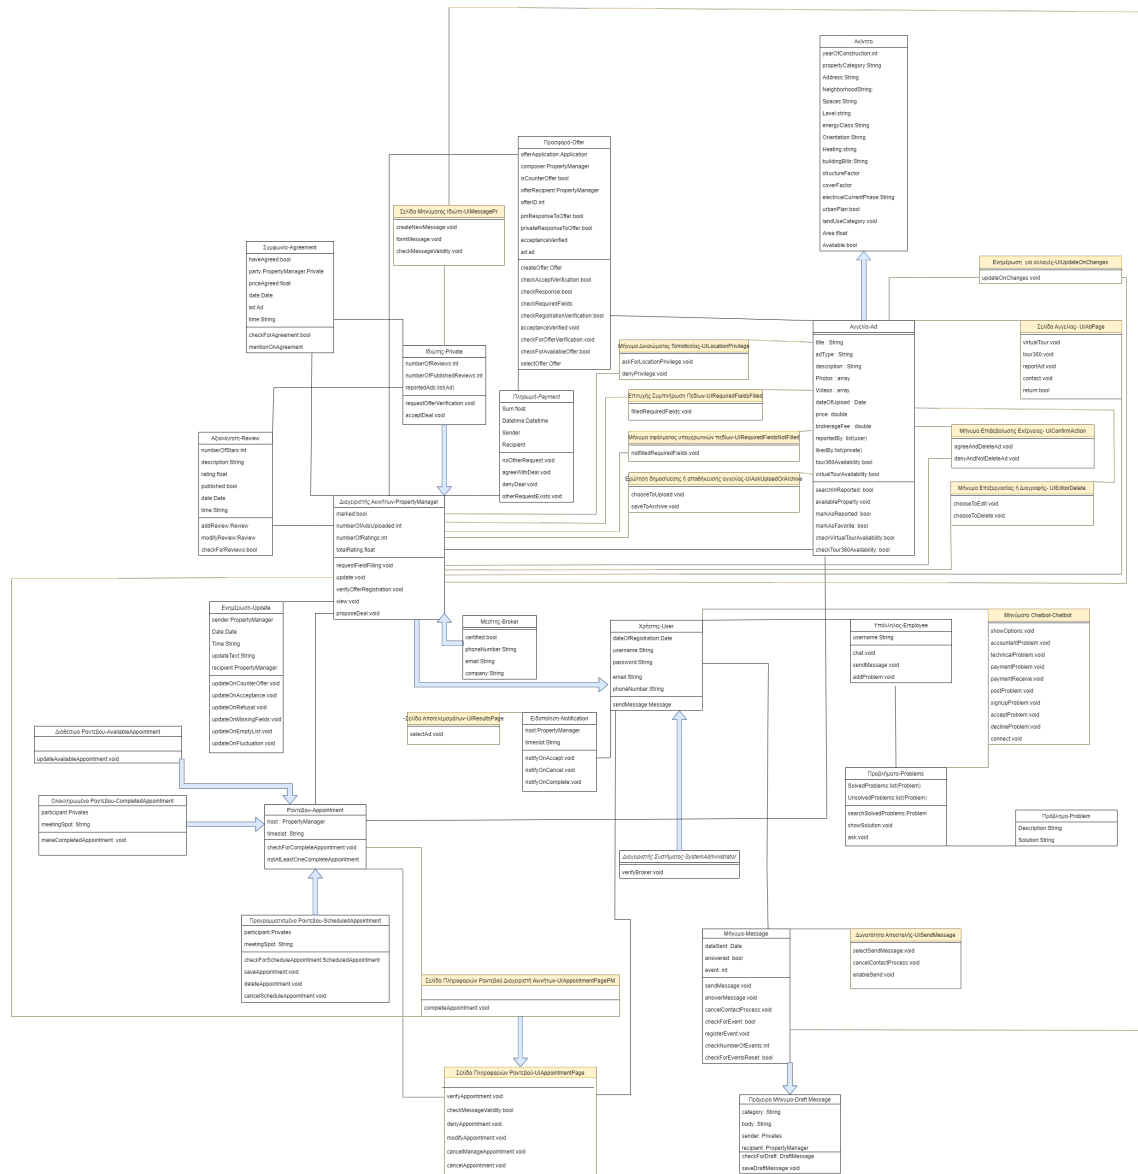 Ακίνητο
yearOfConstruction:int
propertyCategory:String
Address:String
NeighborhoodString:
Spaces:String
Level:string
energyClass:String
Orientation:String
Heating:string
buildingBills:String
structureFactor
coverFactor
electricalCurrentPhase:String
urbanPlan:bool
landUseCategory:void
Area:float
Available:bool
Προσφορά-Offer
offerApplication:Application
composer:PropertyManager
isCounterOffer:bool
offerRecipient:PropertyManager
offerID:int
pmResponseToOffer:bool
privateResponseToOffer:bool
acceptanceVerified
ad:ad
createOffer:Offer
checkAcceptVerification:bool
checkResponse:bool
checkRequiredFields:
checkRegistrationVerification:bool
acceptanceVerified:void
checkForOfferVerification:void
checkForAvailableOffer:bool
selectOffer:Offer
Σελίδα Μηνύματος Ιδιώτη-UIMessagePr
createNewMessage:void
formMessage:void
checkMessageValidity:void
Συμφωνία-Agreement
haveAgreed:bool
party:PropertyManager,Private
priceAgreed:float
date:Date
ad:Ad
time:String
checkForAgreement:bool
mentionOnAgreement
Ενημέρωση για αλλαγές-UIUpdateOnChanges
updateOnChanges:void
Ιδιώτης-Private
numberOfReviews:int
numberOfPublishedReviews:int
reportedAds:list(Ad)
requestOfferVerification:void
acceptDeal:void
Μήνυμα Δικαιώματος Τοποθεσίας-UILocationPrivilege
askForLocationPrivilege:void
denyPrivilege:void
Αγγελία-Ad
title : String
adType : String
description : String
Photos : array
Videos : array
dateOfUpload : Date
price: double
brokerageFee : double
reportedBy: list(user)
likedBy:list(private)
tour360Availability:bool
virtualTourAvailability:bool
searchInReported: bool
availableProperty:void
markAsReported: bool
markAsFavorite: bool
checkVirtualTourAvailability:bool
checkTour360Availability: bool
Σελίδα Αγγελίας- UIAdPage
virtualTour:void
tour360:void
reportAd:void
contact:void
return:bool
Πληρωμή-Payment
Sum:float
Datetime:Datetime
Sender
Recipient
noOtherRequest:void
agreeWithDeal:void
denyDeal:void
otherRequestExists:void
Επιτυχής Συμπλήρωση Πεδίων-UIRequiredFieldsFilled
filledRequiredFields:void
Μήνυμα σφάλματος υποχρεωτικών πεδίων-UIRequiredFieldsNotFilled
notfilledRequiredFields:void
Ερώτηση δημοσίευσης ή αποθήκευσης αγγελίας-UIAskUploadOrArchive
chooseToUpload:void
saveToArchive:void
Μήνυμα Επιβεβαίωσης Ενέργειας- UIConfirmAction
agreeAndDeleteAd:void
denyAndNotDeleteAd:void
Μήνυμα Επεξεργασίας ή Διαγραφής- UIEditorDelete
chooseToEdit:void
chooseToDelete:void
Αξιολόγηση-Review
numberOfStars:int
description:String
rating:float
published:bool
date:Date
time:String
addReview:Review
modifyReview:Review
checkForReviews:bool
Διαχειριστής Ακινήτων-PropertyManager
marked:bool
numberOfAdsUploaded:int
numberOfRatings:int
totalRating:float
requestFieldFilling:void
update:void
verifyOfferRegistration:void
view:void
proposeDeal:void
Ενημέρωση-Update
sender:PropertyManager
Date:Date
Time:String
updateText:String
recipient:PropertyManager
updateOnCounterOffer:void
updateOnAcceptance:void
updateOnRefusal:void
updateOnMissingFields:void
updateOnEmptyList:void
updateOnFluctuation:void
Μεσίτης-Broker
certified:bool
phoneNumber:String
email:String
company:String
Χρήστης-User
dateOfRegistration:Date
username:String
password:String
email:String
phoneNumber:String
sendMessage:Message
Υπάλληλος-Employee
username:String
chat:void
sendMessage:void
addProblem:void
Μηνύματα Chatbot-Chatbot
showOptions:void
accountantProblem:void
technicalProblem:void
paymentProblem:void
paymentReceive:void
postProblem:void
signUpProblem:void
acceptProblem:void
declineProblem:void
connect:void
-Σελίδα Αποτελεσμάτων-UIResultsPage
selectAd:void
Ειδοποίηση-Notification
host:PropertyManager
timeslot:String
notifyOnAccept:void
notifyOnCancel:void
notifyOnComplete:void
Διαθέσιμο Ραντεβου-AvailableAppointment
updateAvailableAppointment:void
Ολοκληρωμένο Ραντεβου-CompletedAppointment
participant:Privates
meetingSpot: String
makeCompletedAppointment: void
Ραντεβου-Appointment
host : PropertyManager
timeslot: String
checkForCompleteAppointment:void
notAtLeastOneCompleteAppointment
Προβλήματα-Problems
SolvedProblems:list(Problem)
UnsolvedProblems:list(Problem)
searchSolvedProblems:Problem
showSolution:void
ask:void
Πρόβλημα-Problem
Description:String
Solution:String
Διαχειριστής Συστήματος-SystemAdministrator
verifyBroker:void
Προγραμματισμένο Ραντεβου-ScheduledAppointment
participant:Privates
meetingSpot: String
checkForScheduleAppointment:ScheduledAppointment
saveAppointment:void
deleteAppointment:void
cancelScheduleAppointment:void
Σελίδα Πληροφοριών Ραντεβού Διαχειριστή Ακινήτων-UIAppointmentPagePM
completeAppointment:void
Μήνυμα-Message
dateSent: Date
answered: bool
event: int
sendMessage:void
answerMessage:void
cancelContactProcess:void
checkForEvent: bool
registerEvent:void
checkNumberOfEvents:int
checkForEventsReset: bool
Δυνατότητα Αποστολής-UISendMessage
selectSendMessage:void
cancelContactProcess:void
enableSend:void
Σελίδα Πληροφοριών Ραντεβού-UIAppointmentPage
verifyAppointment:void
checkMessageValidity:bool
denyAppointment:void
modifyAppointment:void
cancelManageAppointment:void
cancelAppointment:void
Πρόχειρο Μήνυμα-Draft Message
category: String
body: String
sender: Privates
recipient: PropertyManager
checkForDraft: DraftMessage
saveDraftMessage:void